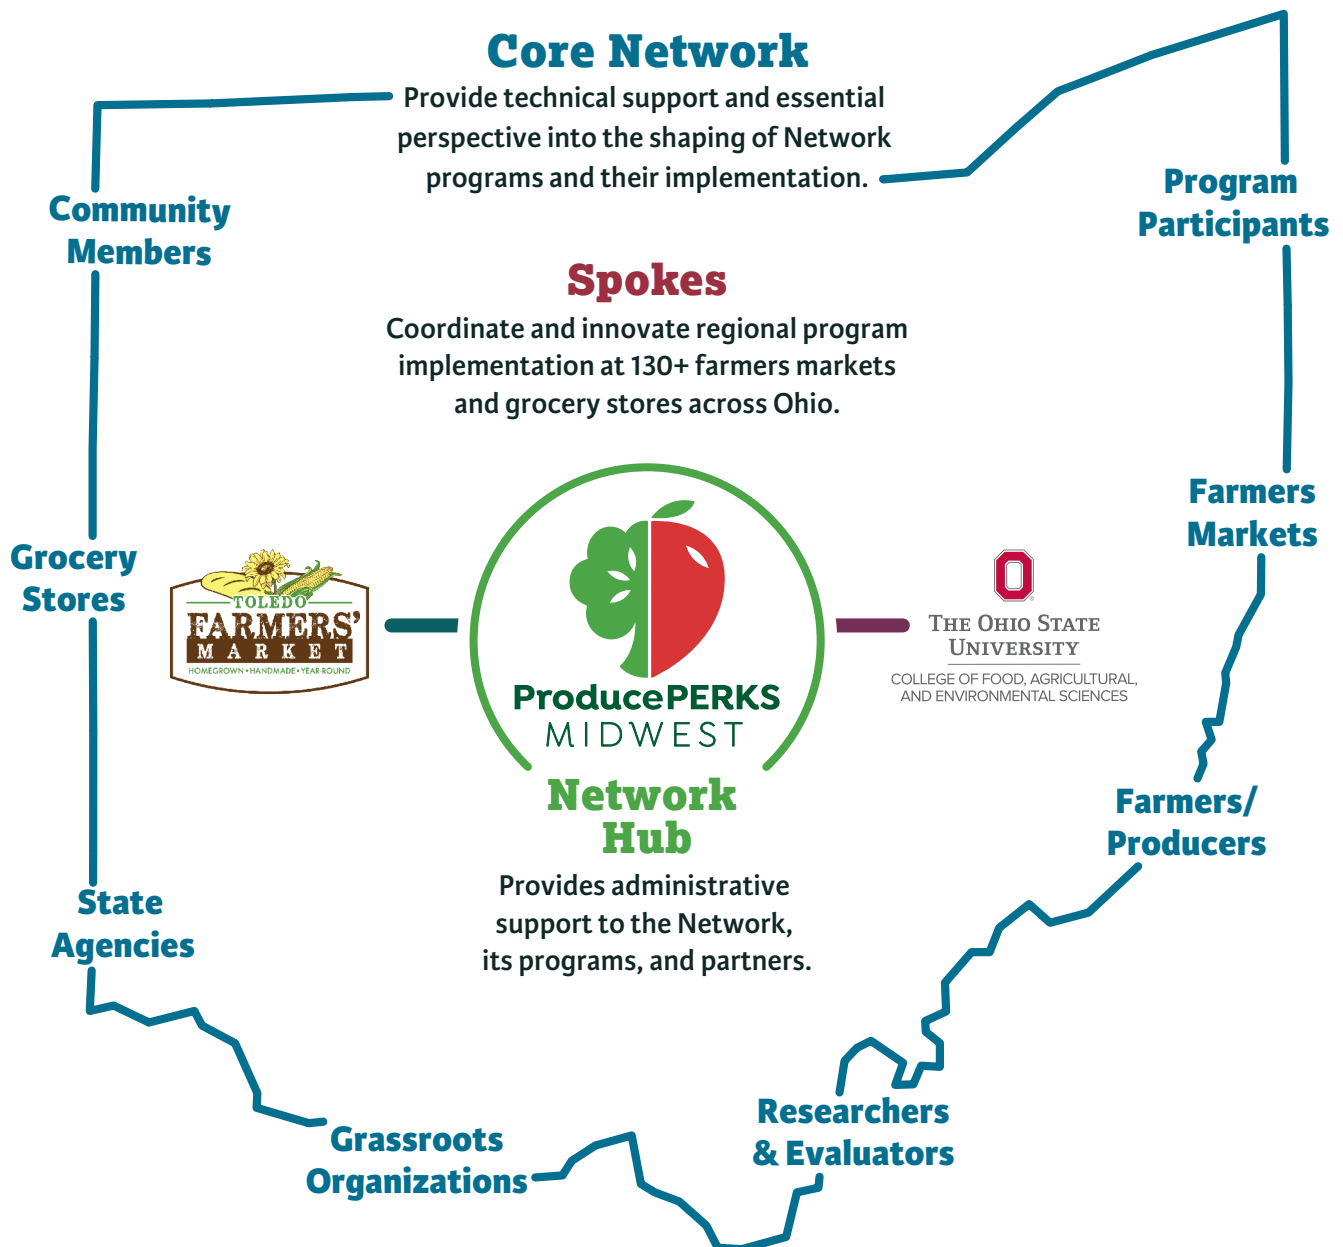 Core Network
Provide technical support and essential
perspective into the shaping of Network
programs and their implementation.
Community
Members
Program
Participants
Spokes
Coordinate and innovate regional program
implementation at 130+ farmers markets
and grocery stores across Ohio.
Farmers
Markets
Grocery
Stores
TOLEDO
FARMERS'
MARKET
HOMEGROWN • HANDMADE • YEAR-ROUND
ProducePERKS
MIDWEST
THE OHIO STATE
UNIVERSITY
COLLEGE OF FOOD, AGRICULTURAL,
AND ENVIRONMENTAL SCIENCES
Network
Hub
Provides administrative
support to the Network,
its programs, and partners.
Farmers/
Producers
State
Agencies
Grassroots
Organizations
Researchers
& Evaluators